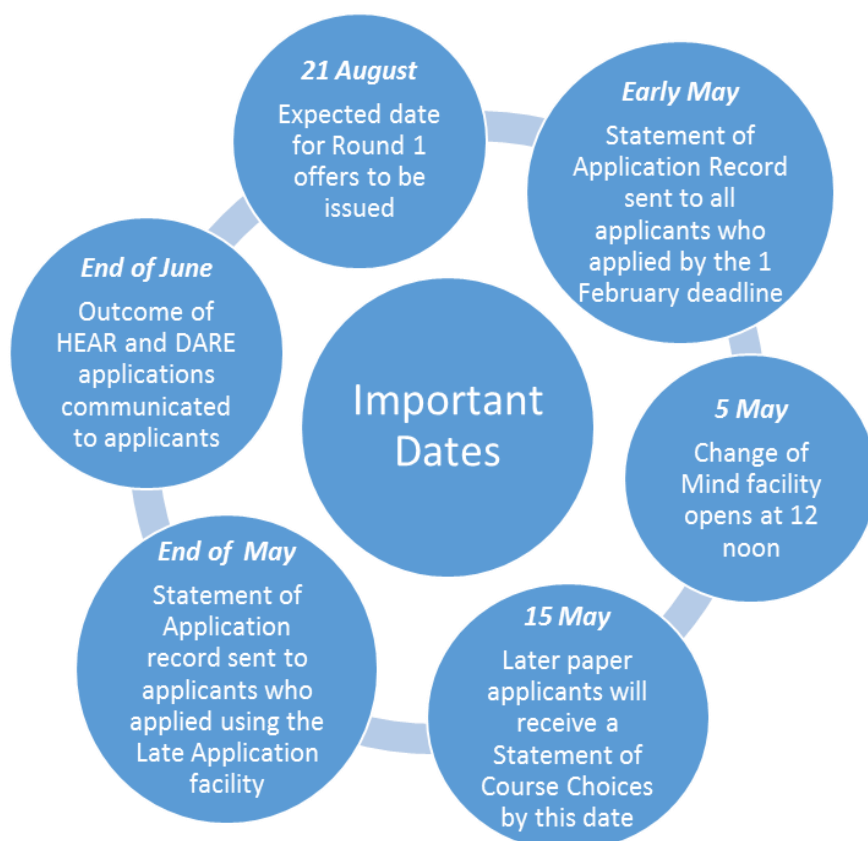 Important
Dates
Early May
Statement of
Application Record
sent to all
applicants who
applied by the 1
February deadline
5 May
Change of
Mind facility
opens at 12
noon
15 May
Later paper
applicants will
receive a
Statement of
Course Choices
by this date
End of May
Statement of
Application
record sent to
applicants who
applied using the
Late Application
facility
End of June
Outcome of
HEAR and DARE
applications
communicated
to applicants
21 August
Expected date
for Round 1
offers to be
issued